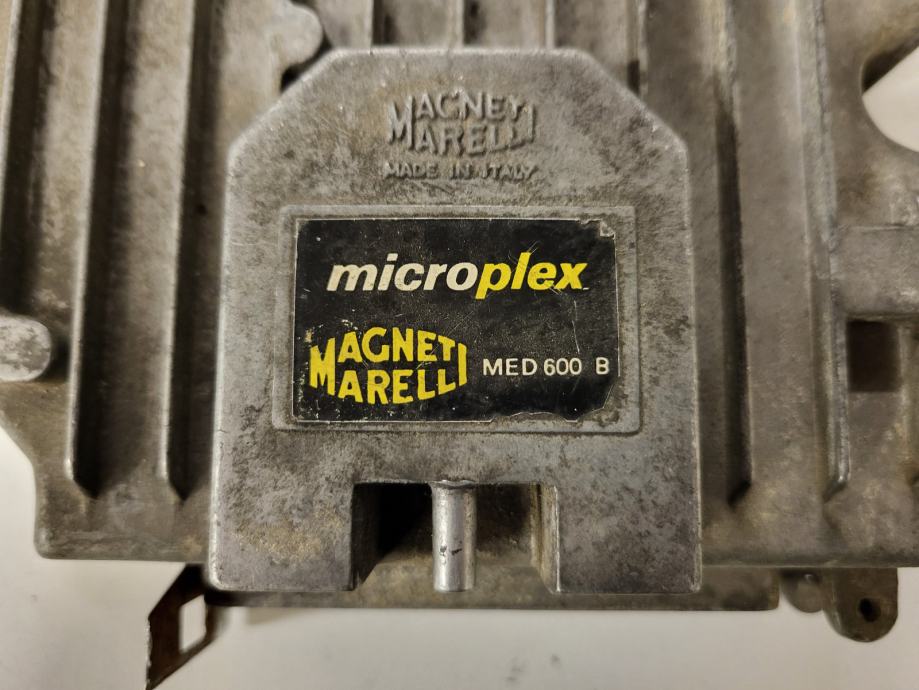 MAGNETI
MARELLI
MADE IN ITALY
microplex
MAGNETI
MARELLI
MED 600 B